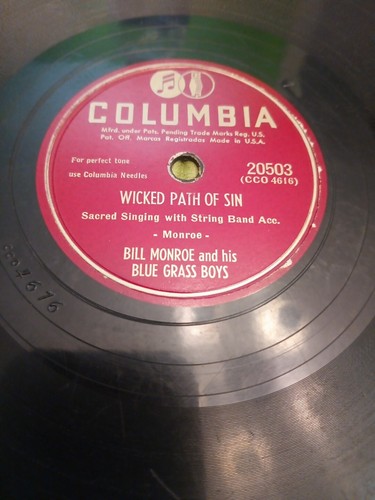 COLUMBIA
Mfrd. under Pats. Pending Trade Marks Reg. U.S.
Pat. Off. Marcas Registradas Made in U.S.A.
For perfect tone
use Columbia Needles
20503
(CCO 4616)
WICKED PATH OF SIN
Sacred Singing with String Band Acc.
- Monroe -
BILL MONROE and his
BLUE GRASS BOYS